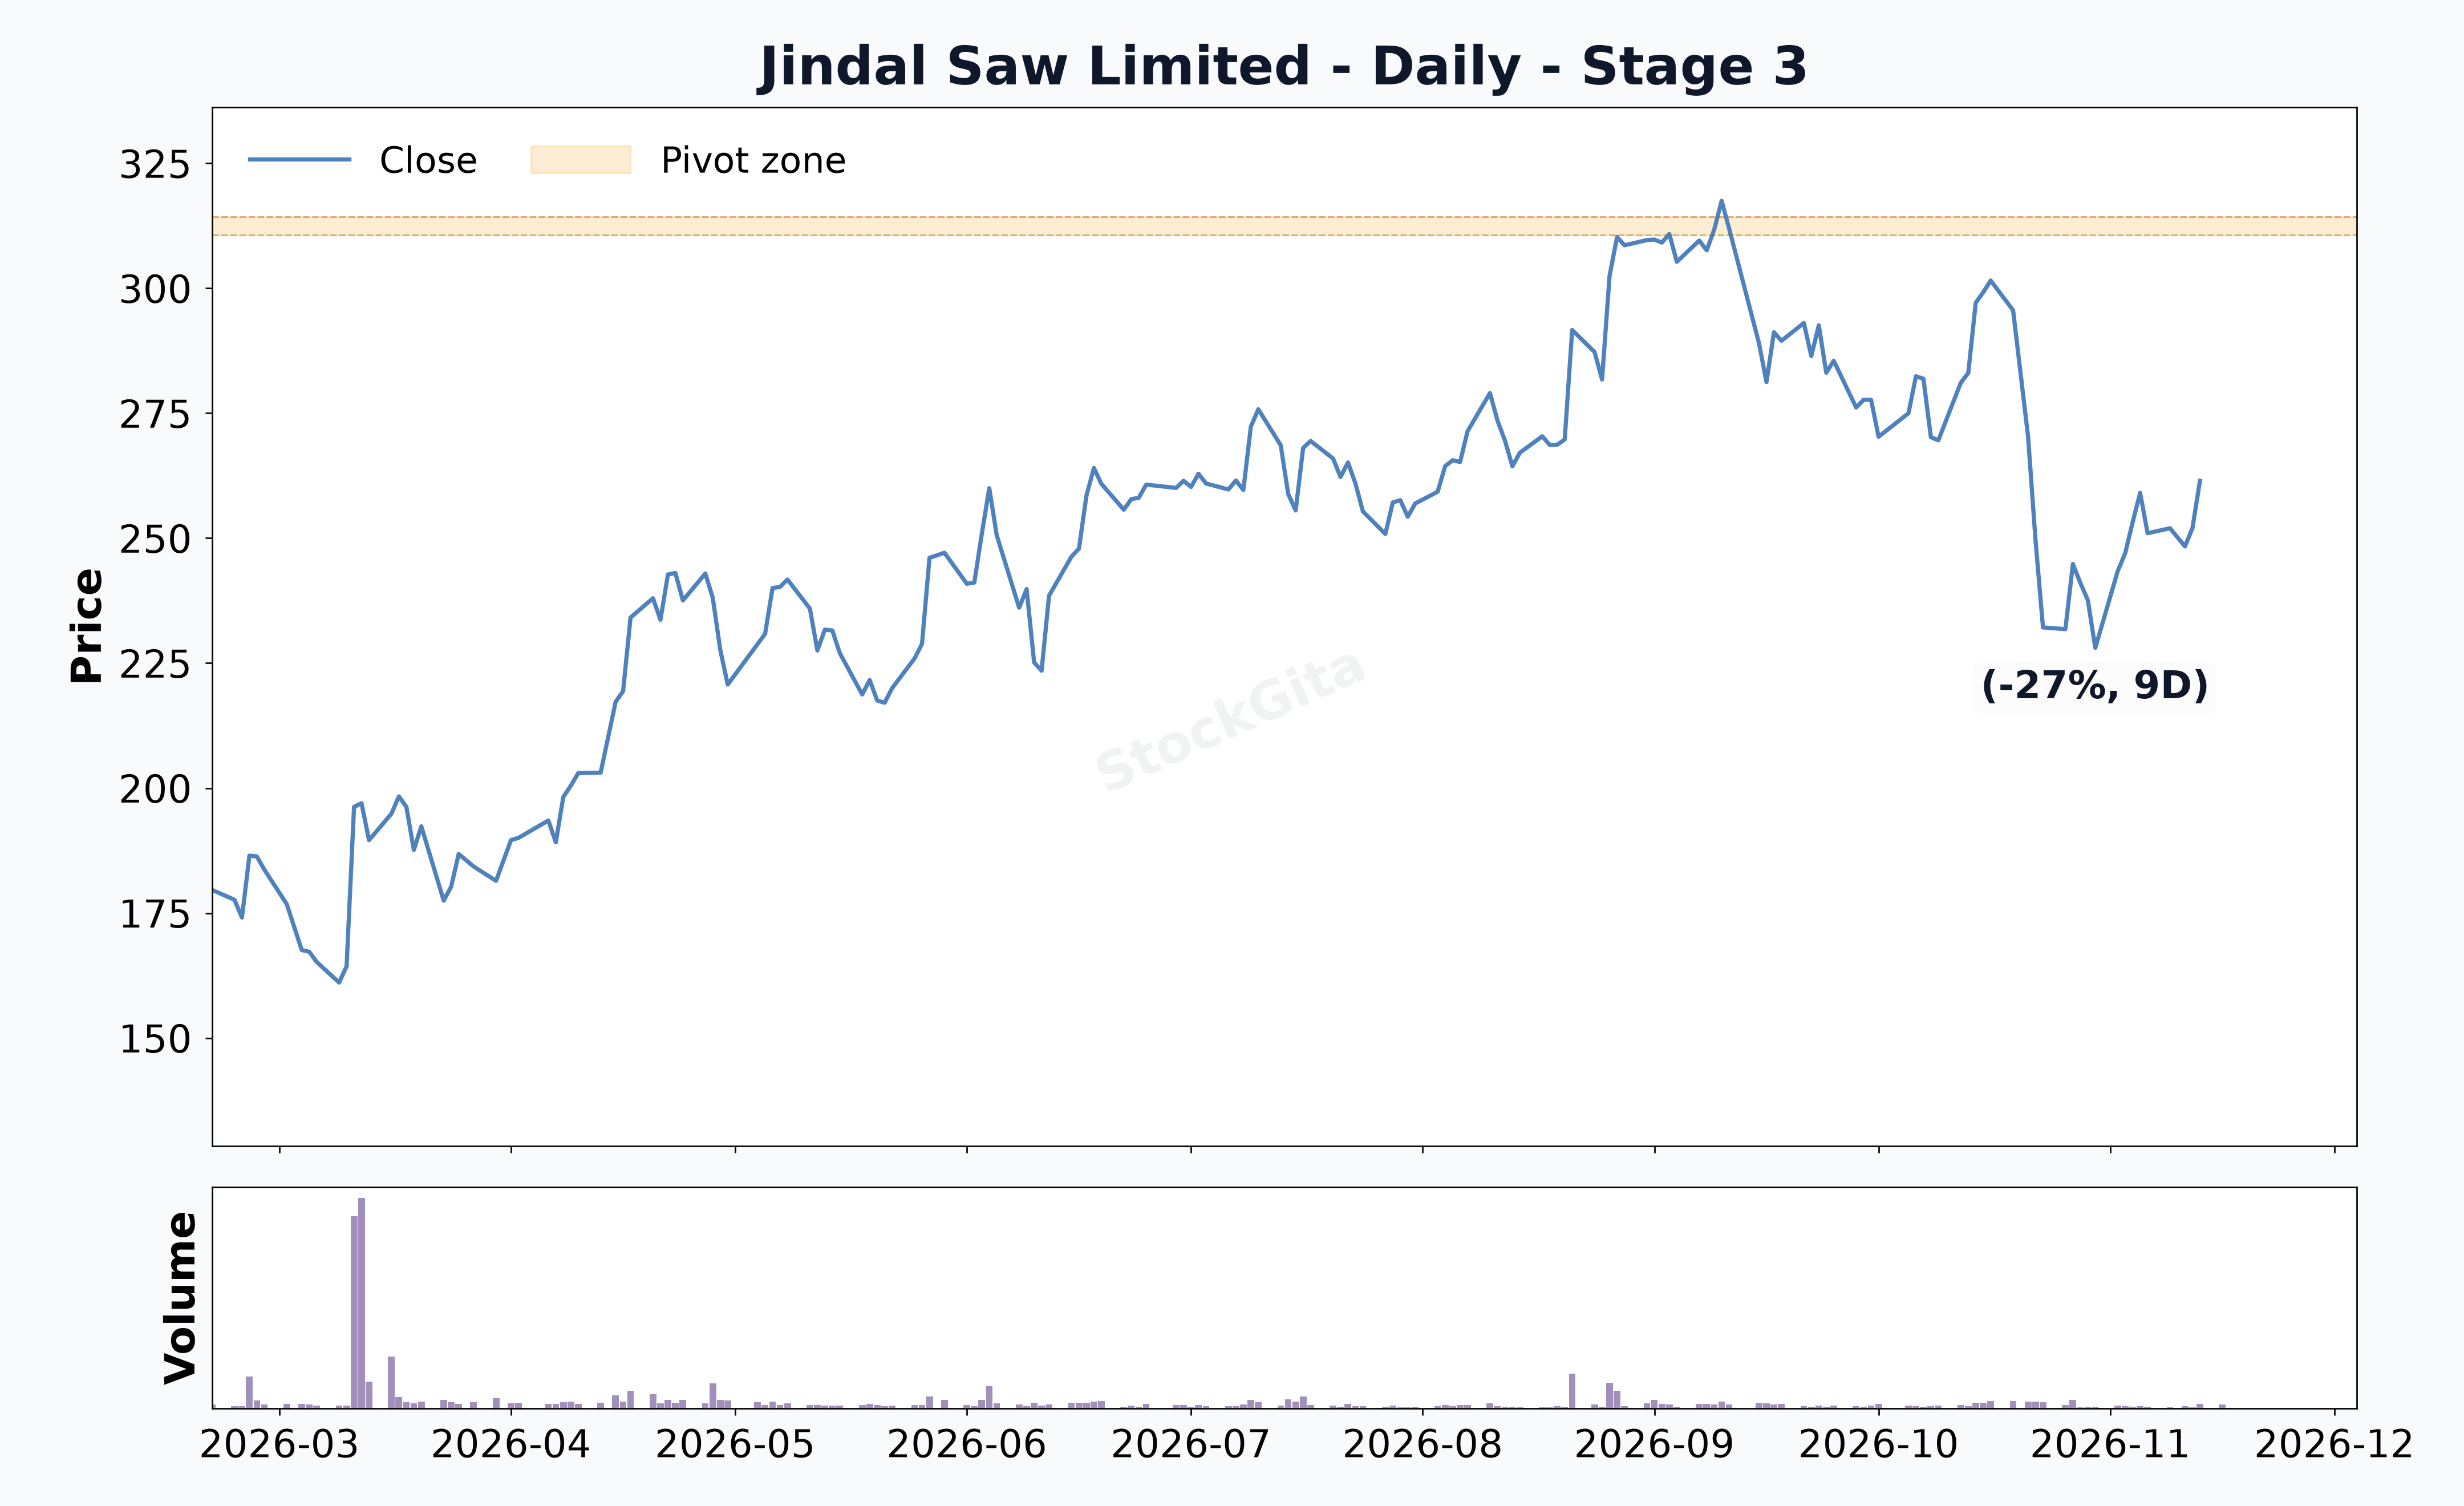 Jindal Saw Limited - Daily - Stage 3
Close
Pivot zone
325
300
275
250
225
200
175
150
Price
(-27%, 9D)
StockGita
Volume
2026-03
2026-04
2026-05
2026-06
2026-07
2026-08
2026-09
2026-10
2026-11
2026-12